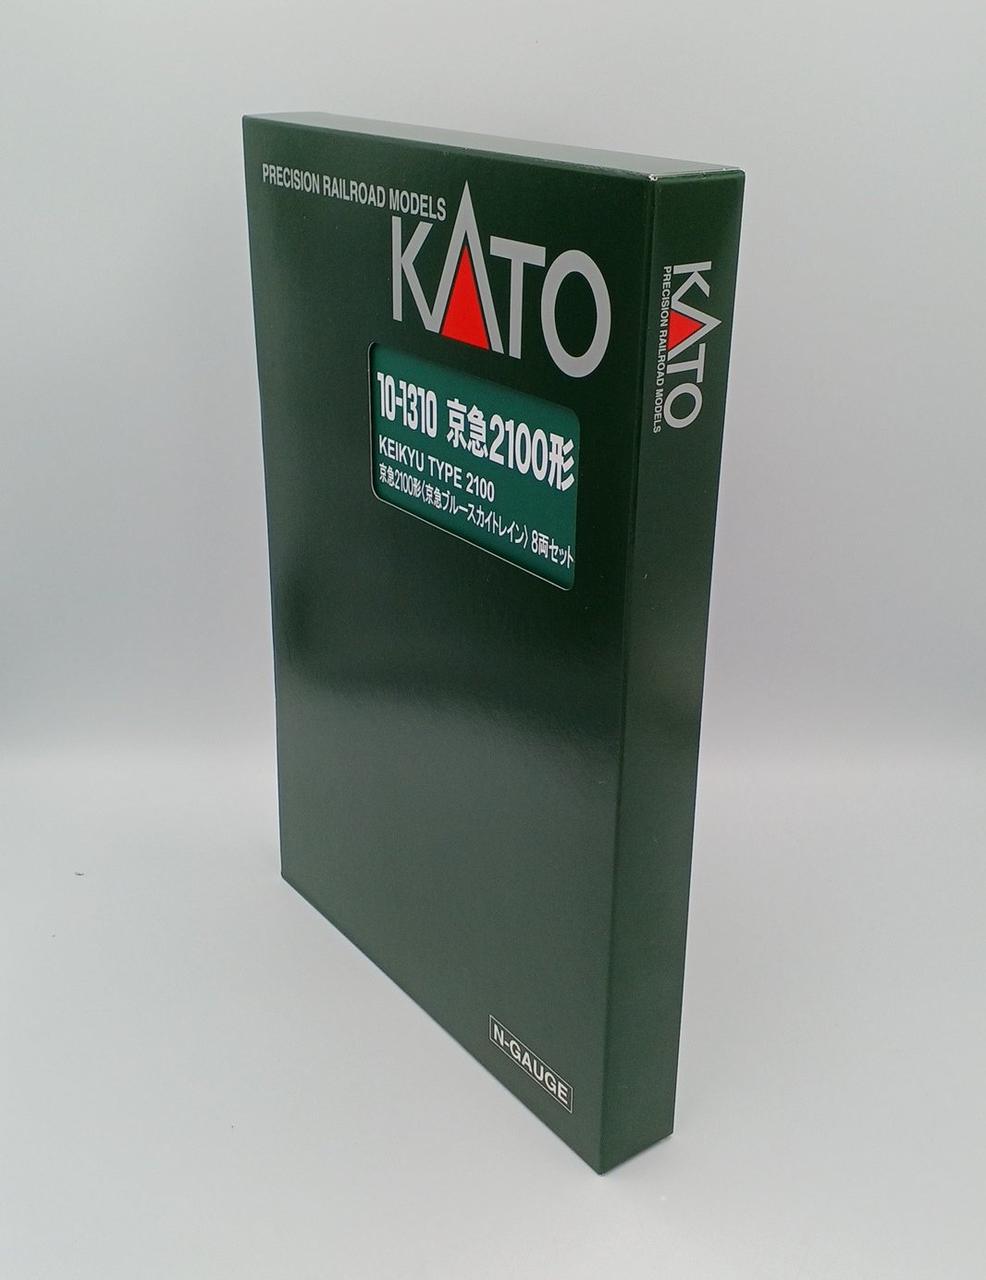 PRECISION RAILROAD MODELS
KATO
10-1310 京急2100形
KEIKYU TYPE 2100
京急2100形〈京急ブルースカイトレイン〉8両セット
N-GAUGE
KATO
PRECISION RAILROAD MODELS